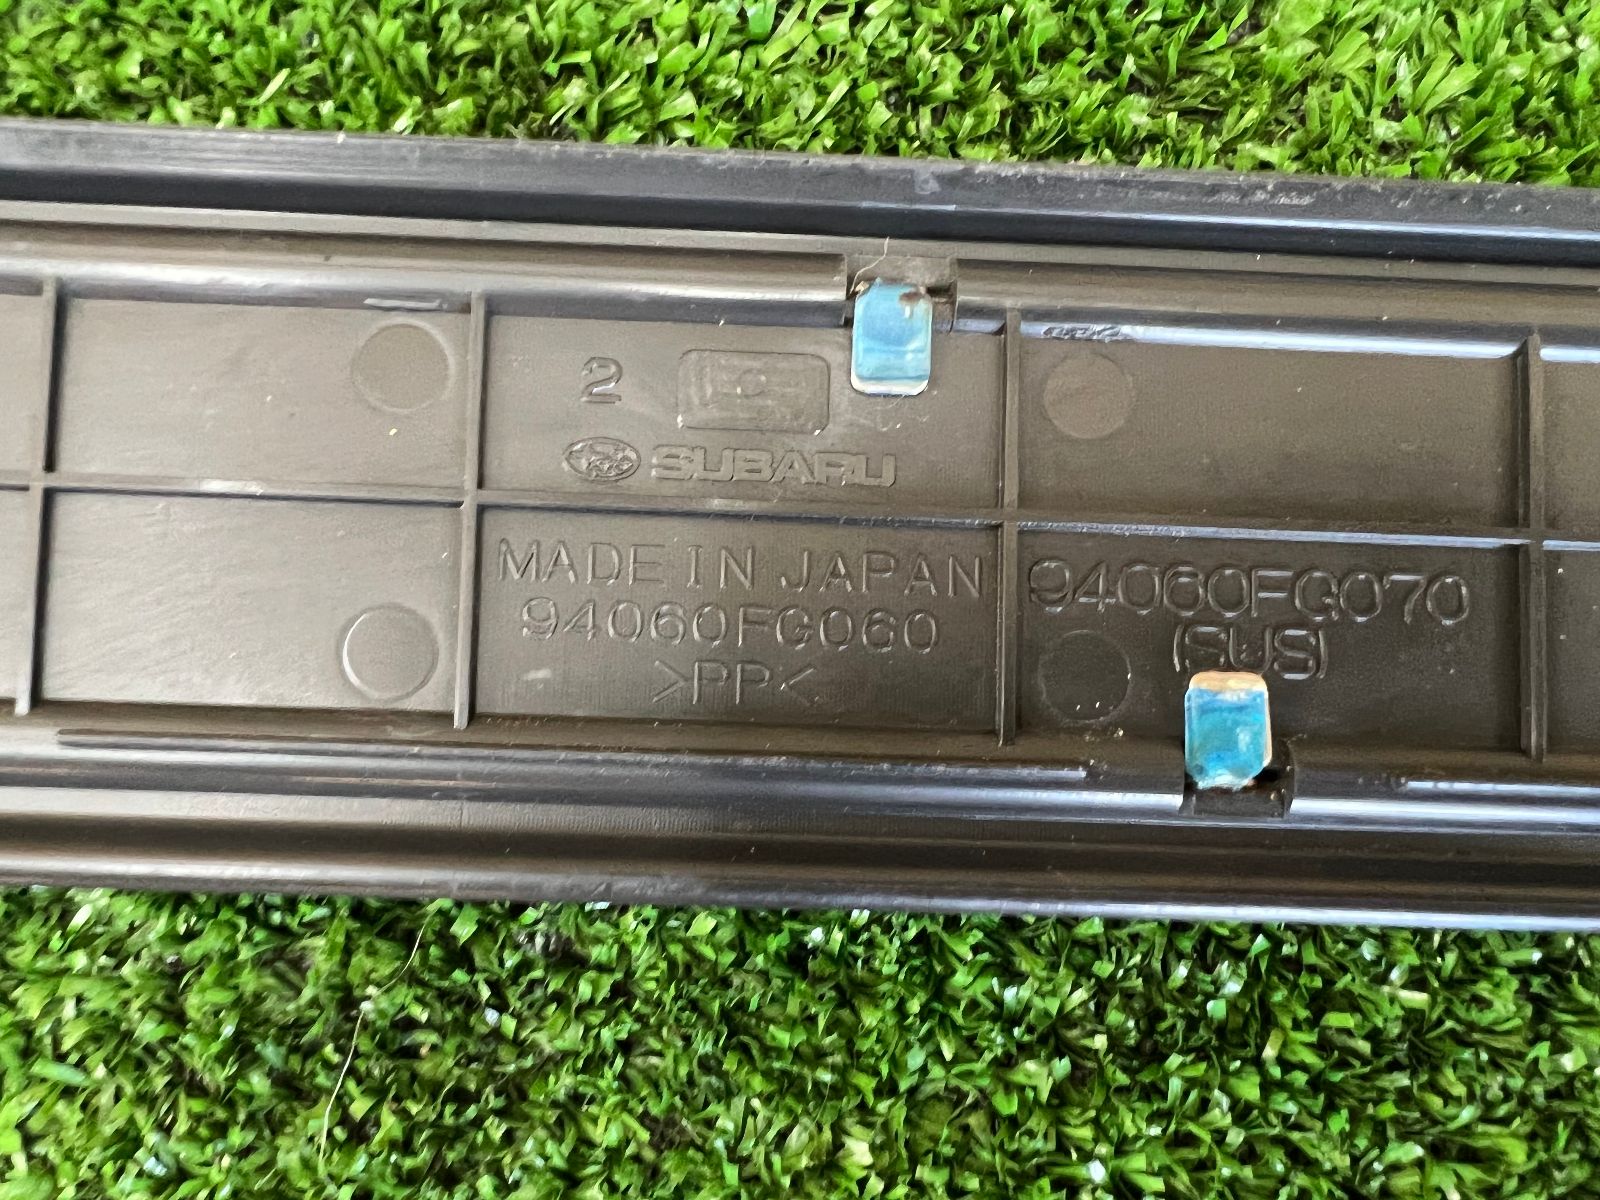 2
SUBARU
MADE IN JAPAN
94060FG060
>PP<
94060FG070
(SUS)